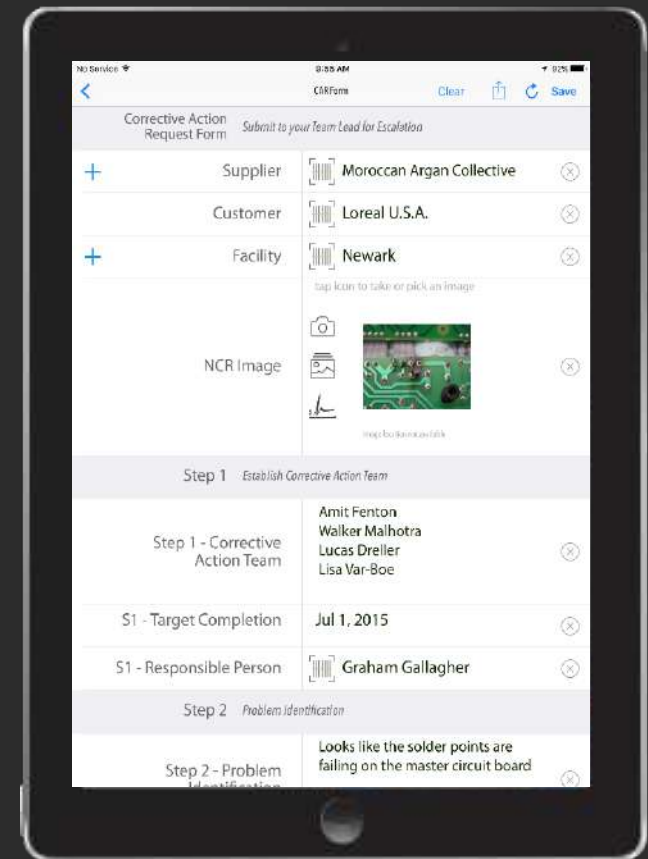 No Service
9:55 AM
92%
CARForm
Clear
Save
Corrective Action
Request Form
Submit to your Team Lead for Escalation
Supplier
Moroccan Argan Collective
Customer
Loreal U.S.A.
Facility
Newark
tap icon to take or pick an image
NCR Image
Step 1
Establish Corrective Action Team
Step 1 - Corrective
Action Team
Amit Fenton
Walker Malhotra
Lucas Dreller
Lisa Var-Boe
S1 - Target Completion
Jul 1, 2015
S1 - Responsible Person
Graham Gallagher
Step 2
Problem Identification
Step 2 - Problem
Identification
Looks like the solder points are
failing on the master circuit board